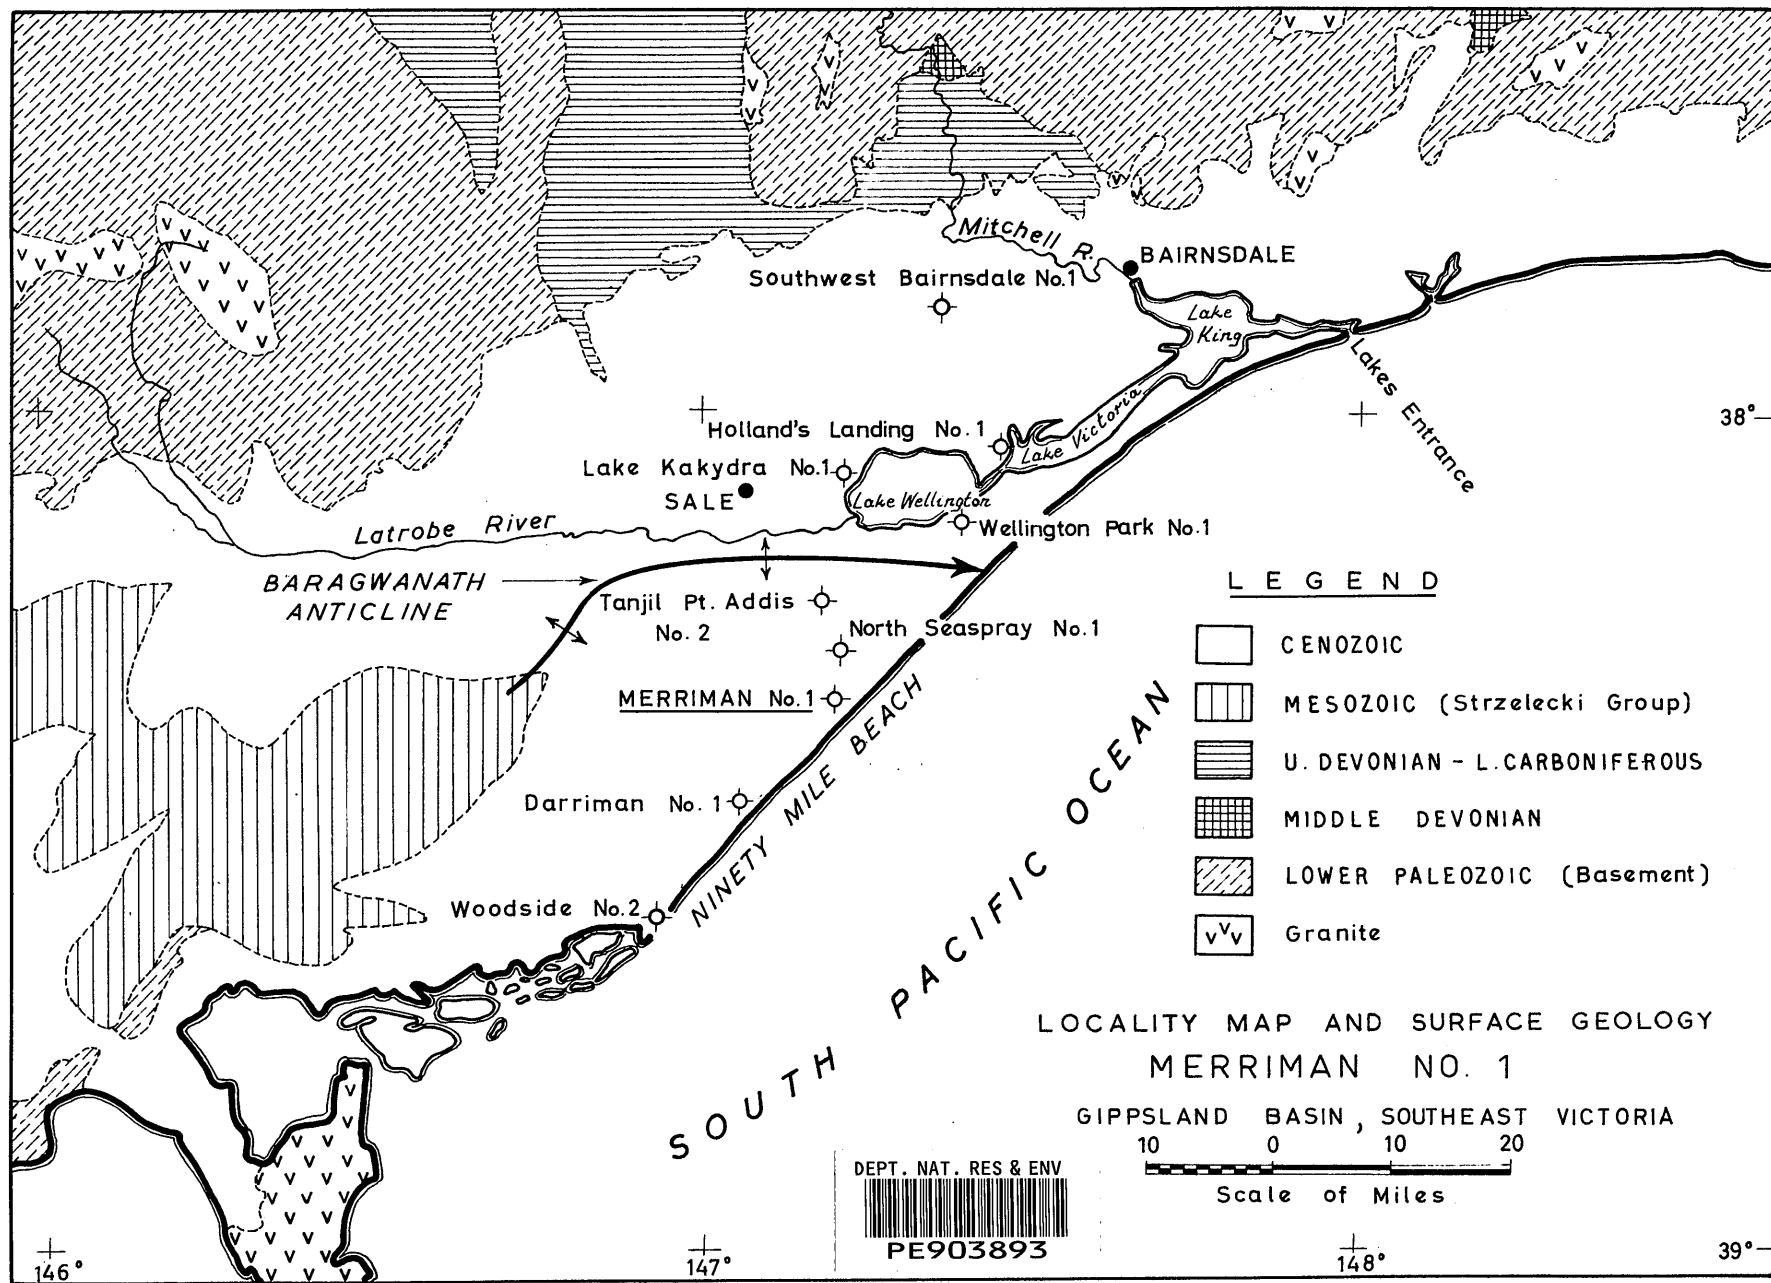 Mitchell R.
BAIRNSDALE
Southwest Bairnsdale No.1
Lake
King
Lakes Entrance
38°
Holland's Landing No. 1
Lake Victoria
Lake Kakydra No.1
SALE
Lake Wellington
Latrobe River
Wellington Park No.1
BARAGWANATH
ANTICLINE
Tanjil Pt. Addis
No. 2
North Seaspray No.1
MERRIMAN No.1
Darriman No. 1
NINETY MILE BEACH
Woodside No.2
SOUTH PACIFIC OCEAN
LEGEND
CENOZOIC
MESOZOIC (Strzelecki Group)
U. DEVONIAN - L. CARBONIFEROUS
MIDDLE DEVONIAN
LOWER PALEOZOIC (Basement)
Granite
LOCALITY MAP AND SURFACE GEOLOGY
MERRIMAN NO. 1
GIPPSLAND BASIN, SOUTHEAST VICTORIA
10 0 10 20
Scale of Miles
DEPT. NAT. RES & ENV
PE903893
146° 147° 148° 39°